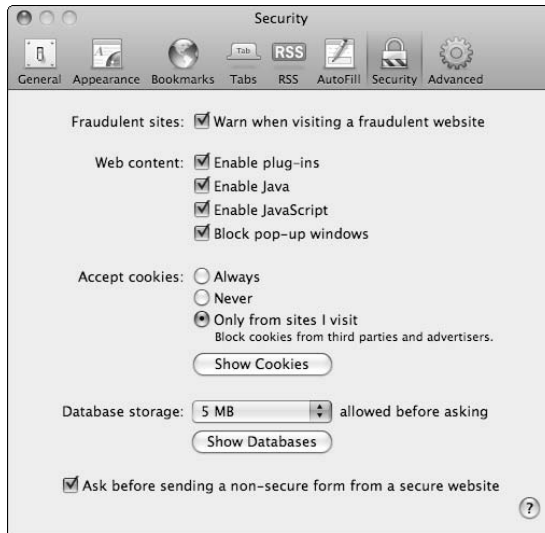 Security
Tab RSS
General Appearance Bookmarks Tabs RSS AutoFill Security Advanced
Fraudulent sites: Warn when visiting a fraudulent website
Web content: Enable plug-ins
Enable Java
Enable JavaScript
Block pop-up windows
Accept cookies: Always
Never
Only from sites I visit
Block cookies from third parties and advertisers.
Show Cookies
Database storage: 5 MB allowed before asking
Show Databases
Ask before sending a non-secure form from a secure website
?